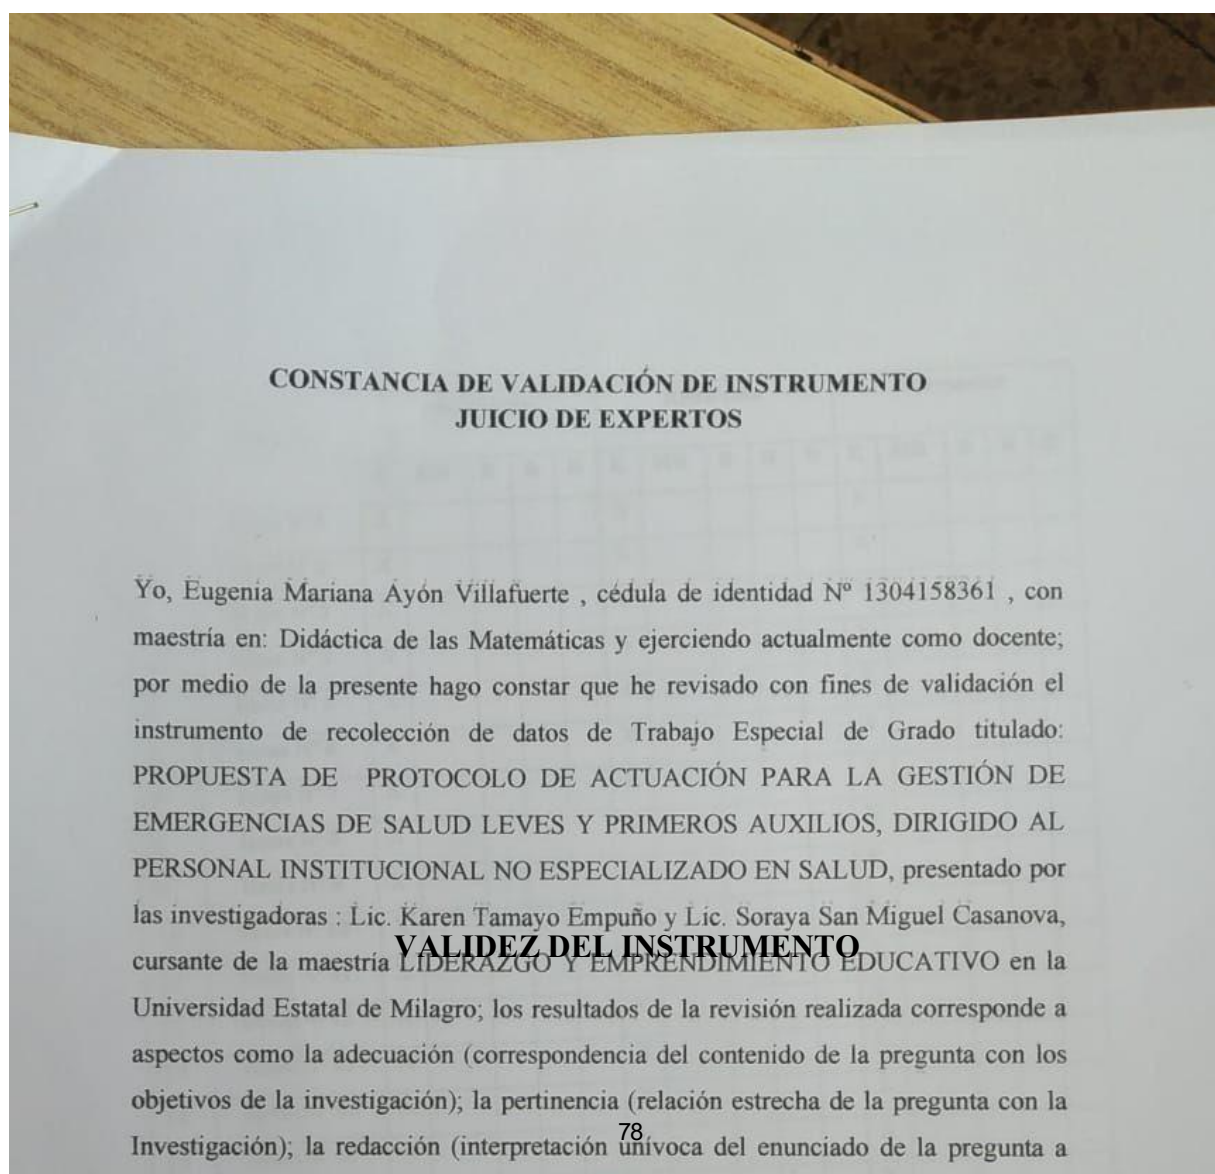 CONSTANCIA DE VALIDACIÓN DE INSTRUMENTO
JUICIO DE EXPERTOS
Yo, Eugenia Mariana Ayón Villafuerte , cédula de identidad Nº 1304158361 , con
maestría en: Didáctica de las Matemáticas y ejerciendo actualmente como docente;
por medio de la presente hago constar que he revisado con fines de validación el
instrumento de recolección de datos de Trabajo Especial de Grado titulado:
PROPUESTA DE PROTOCOLO DE ACTUACIÓN PARA LA GESTIÓN DE
EMERGENCIAS DE SALUD LEVES Y PRIMEROS AUXILIOS, DIRIGIDO AL
PERSONAL INSTITUCIONAL NO ESPECIALIZADO EN SALUD, presentado por
las investigadoras : Lic. Karen Tamayo Empuño y Lic. Soraya San Miguel Casanova,
VALIDEZ DEL INSTRUMENTO
cursante de la maestría LIDERAZGO Y EMPRENDIMIENTO EDUCATIVO en la
Universidad Estatal de Milagro; los resultados de la revisión realizada corresponde a
aspectos como la adecuación (correspondencia del contenido de la pregunta con los
objetivos de la investigación); la pertinencia (relación estrecha de la pregunta con la
78
Investigación); la redacción (interpretación unívoca del enunciado de la pregunta a